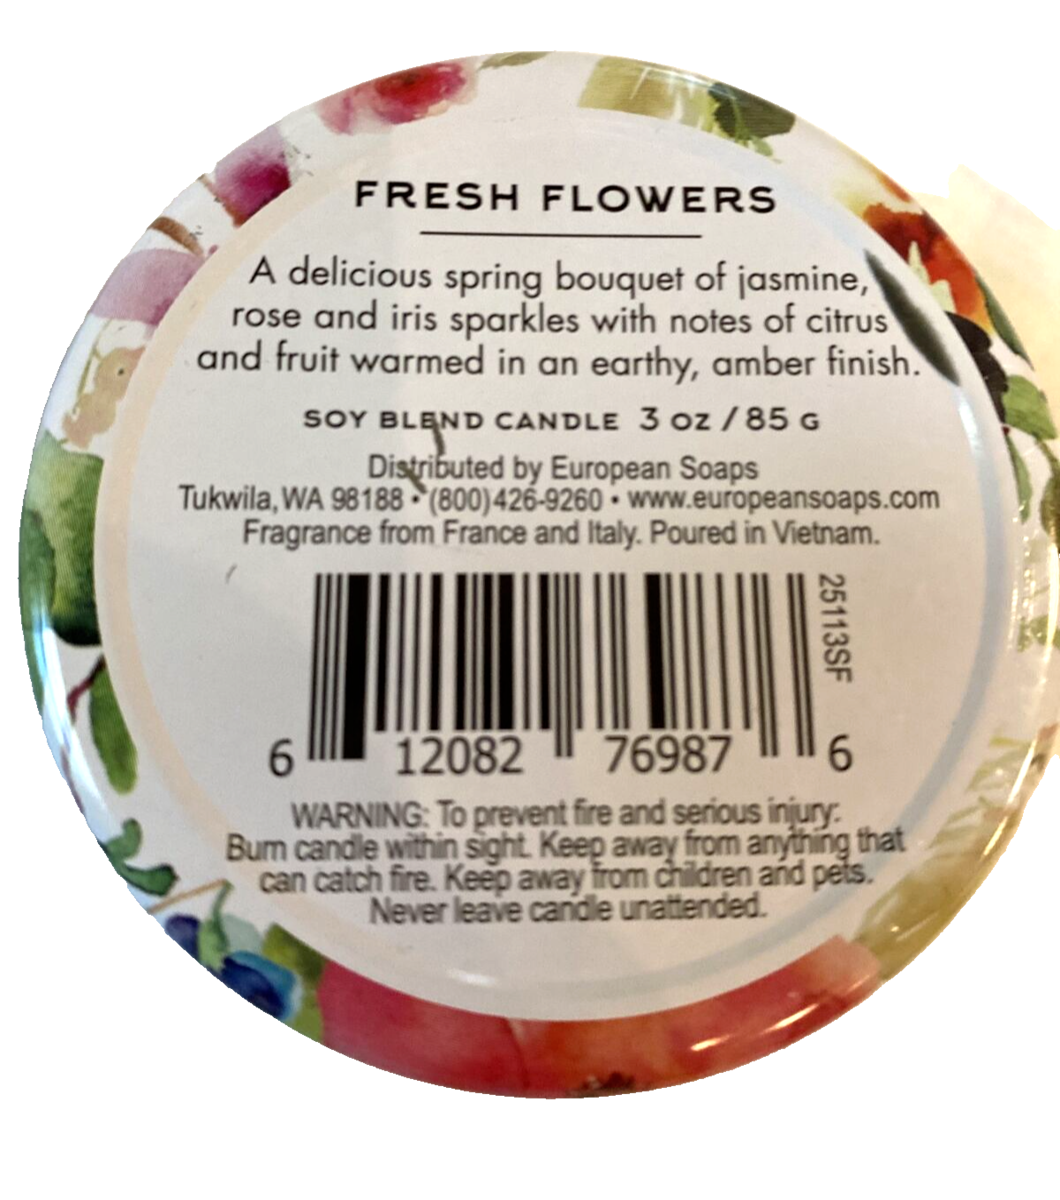 FRESH FLOWERS
A delicious spring bouquet of jasmine,
rose and iris sparkles with notes of citrus
and fruit warmed in an earthy, amber finish.
SOY BLEND CANDLE 3 OZ / 85 G
Distributed by European Soaps
Tukwila, WA 98188 • (800)426-9260 • www.europeansoaps.com
Fragrance from France and Italy. Poured in Vietnam.
25113SF
6 12082 76987 6
WARNING: To prevent fire and serious injury:
Burn candle within sight. Keep away from anything that
can catch fire. Keep away from children and pets.
Never leave candle unattended.